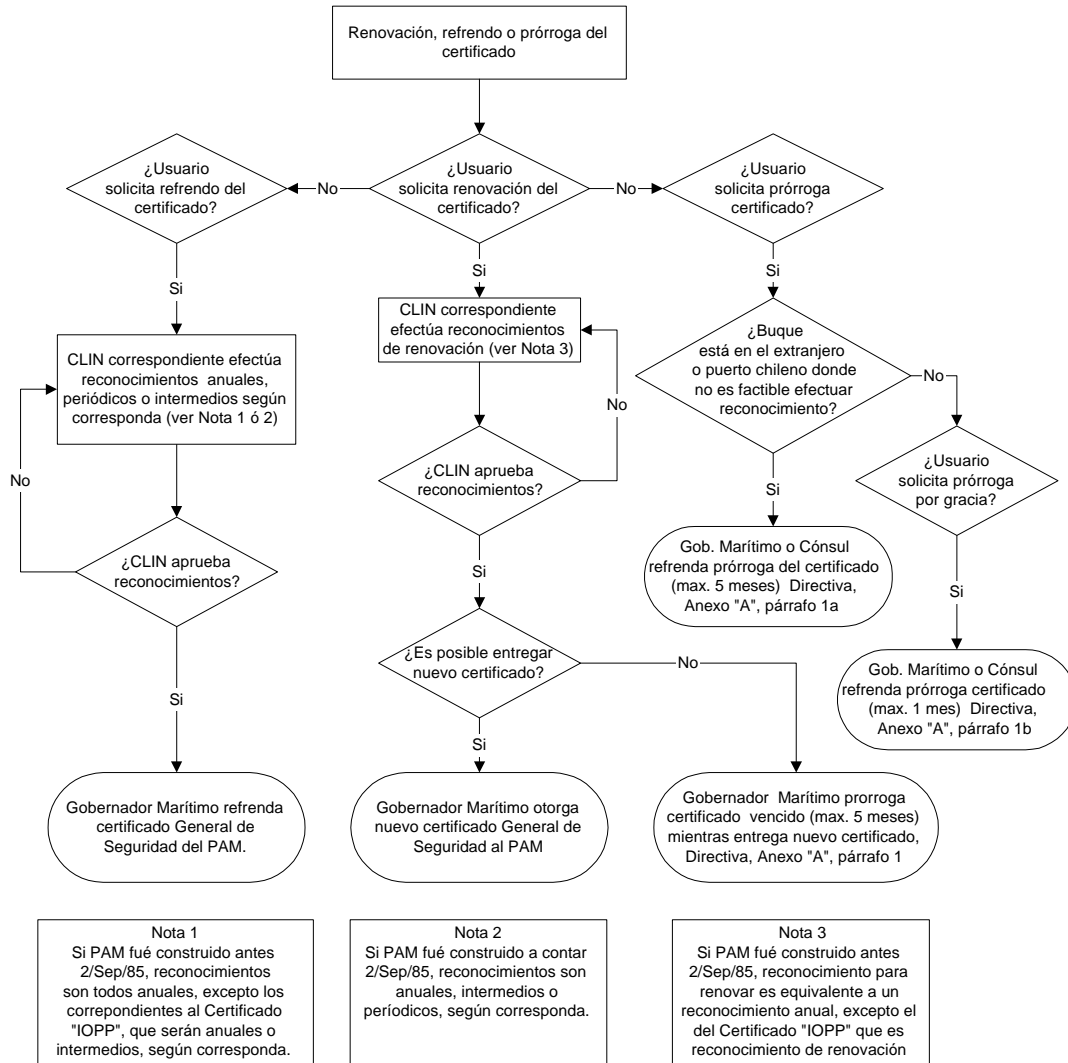 Renovación, refrendo o prórroga del
certificado
¿Usuario
solicita refrendo del
certificado?
No
¿Usuario
solicita renovación del
certificado?
No
¿Usuario
solicita prórroga
certificado?
Si
Si
Si
CLIN correspondiente efectúa
reconocimientos anuales,
periódicos o intermedios según
corresponda (ver Nota 1 ó 2)
CLIN correspondiente
efectúa reconocimientos
de renovación (ver Nota 3)
¿Buque
está en el extranjero
o puerto chileno donde
no es factible efectuar
reconocimiento?
No
No
No
¿CLIN aprueba
reconocimientos?
¿CLIN aprueba
reconocimientos?
Si
¿Usuario
solicita prórroga
por gracia?
Gob. Marítimo o Cónsul
refrenda prórroga del certificado
(max. 5 meses) Directiva,
Anexo "A", párrafo 1a
Si
Si
Si
¿Es posible entregar
nuevo certificado?
No
Gob. Marítimo o Cónsul
refrenda prórroga certificado
(max. 1 mes) Directiva,
Anexo "A", párrafo 1b
Si
Gobernador Marítimo refrenda
certificado General de
Seguridad del PAM.
Gobernador Marítimo otorga
nuevo certificado General de
Seguridad al PAM
Gobernador Marítimo prorroga
certificado vencido (max. 5 meses)
mientras entrega nuevo certificado,
Directiva, Anexo "A", párrafo 1
Nota 1
Si PAM fué construido antes
2/Sep/85, reconocimientos
son todos anuales, excepto los
correpondientes al Certificado
"IOPP", que serán anuales o
intermedios, según corresponda.
Nota 2
Si PAM fué construido a contar
2/Sep/85, reconocimientos son
anuales, intermedios o
períodicos, según corresponda.
Nota 3
Si PAM fué construido antes
2/Sep/85, reconocimiento para
renovar es equivalente a un
reconocimiento anual, excepto el
del Certificado "IOPP" que es
reconocimiento de renovación